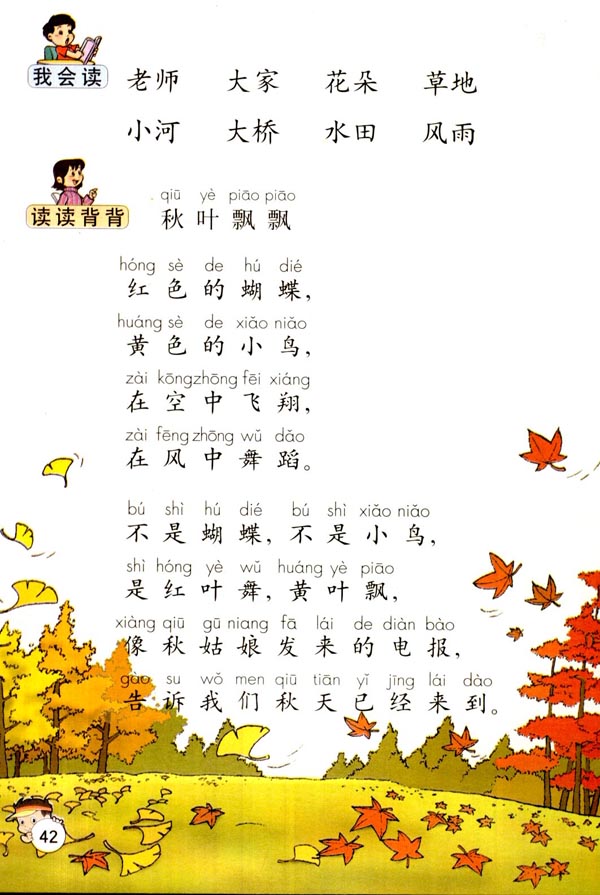 我会读
老师 大家 花朵 草地
小河 大桥 水田 风雨
读读背背
qiū yè piāo piāo
秋叶飘飘
hóng sè de hú dié
红色的蝴蝶，
huáng sè de xiǎo niǎo
黄色的小鸟，
zài kōng zhōng fēi xiáng
在空中飞翔，
zài fēng zhōng wǔ dǎo
在风中舞蹈。
bú shì hú dié bú shì xiǎo niǎo
不是蝴蝶，不是小鸟，
shì hóng yè wǔ huáng yè piāo
是红叶舞，黄叶飘，
xiàng qiū gū niang fā lái de diàn bào
像秋姑娘发来的电报，
gào su wǒ men qiū tiān yǐ jīng lái dào
告诉我们秋天已经来到。
42